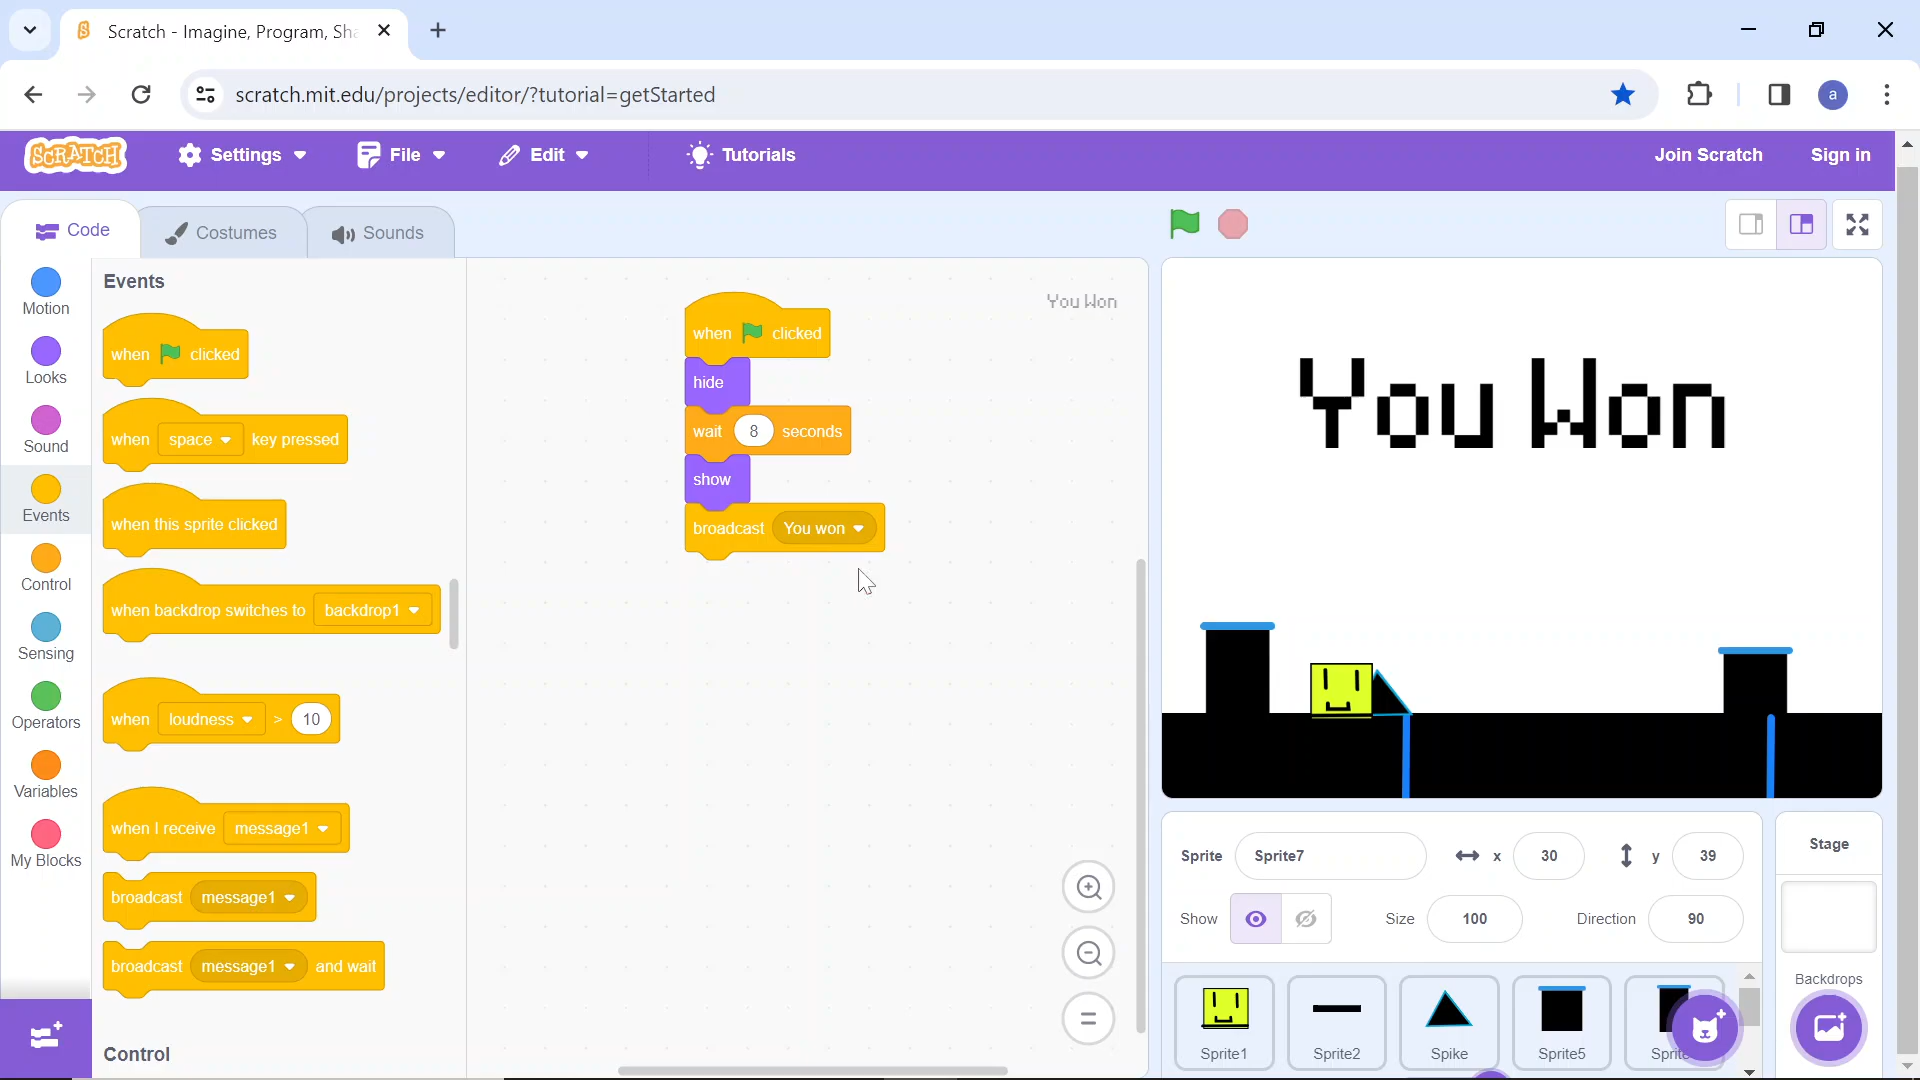 Scratch - Imagine, Program, Sha
scratch.mit.edu/projects/editor/?tutorial=getStarted
a
SCRATCH
Settings
File
Edit
Tutorials
Join Scratch
Sign in
Code
Costumes
Sounds
Motion
Looks
Sound
Events
Control
Sensing
Operators
Variables
My Blocks
Events
when clicked
when space key pressed
when this sprite clicked
when backdrop switches to backdrop1
when loudness > 10
when I receive message1
broadcast message1
broadcast message1 and wait
Control
You Won
when clicked
hide
wait 8 seconds
show
broadcast You won
You Won
Sprite Sprite7 x 30 y 39
Show Size 100 Direction 90
Sprite1
Sprite2
Spike
Sprite5
Stage
Backdrops